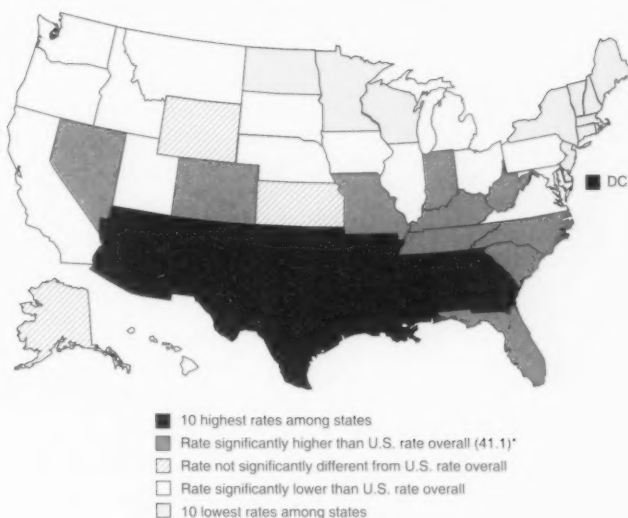 DC
10 highest rates among states
Rate significantly higher than U.S. rate overall (41.1)*
Rate not significantly different from U.S. rate overall
Rate significantly lower than U.S. rate overall
10 lowest rates among states